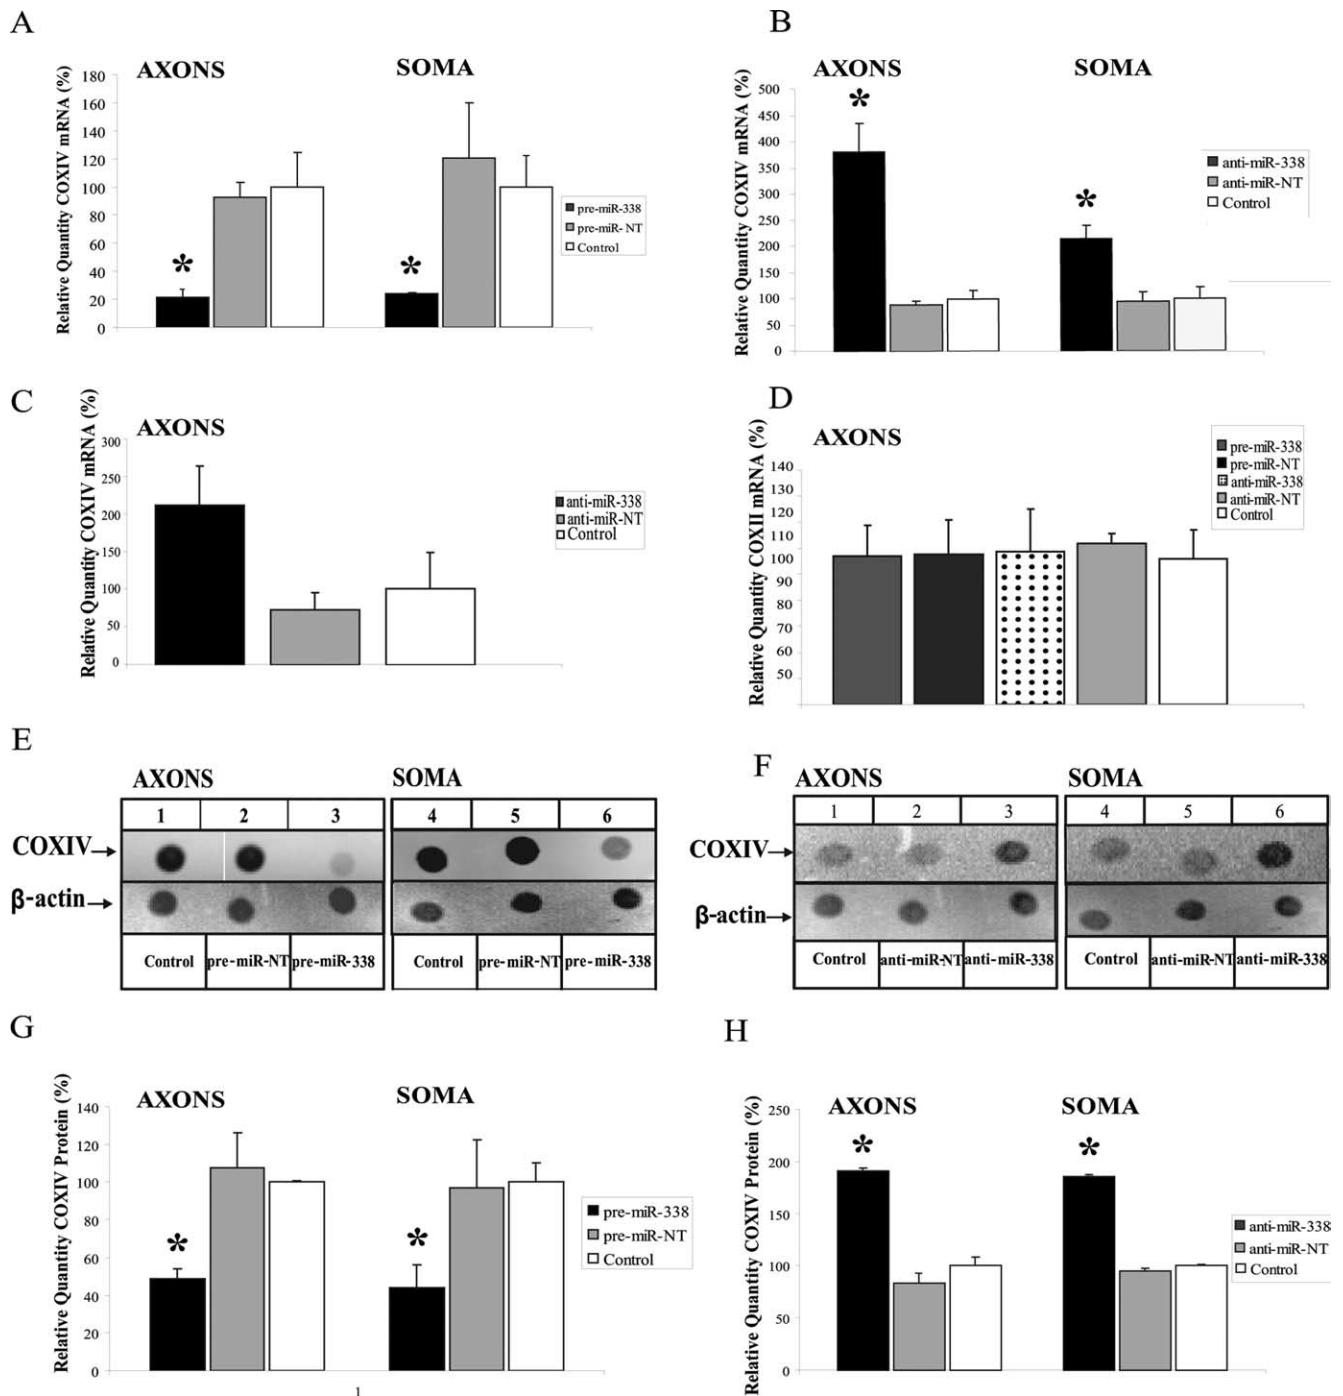 A
AXONS
SOMA
Relative Quantity COXIV mRNA (%)
180
160
140
120
100
80
60
40
20
0
*
*
pre-miR-338
pre-miR- NT
Control
B
AXONS
SOMA
Relative Quantity COXIV mRNA (%)
500
450
400
350
300
250
200
150
100
50
0
*
*
anti-miR-338
anti-miR-NT
Control
C
AXONS
Relative Quantity COXIV mRNA (%)
300
250
200
150
100
50
0
anti-miR-338
anti-miR-NT
Control
D
AXONS
Relative Quantity COXII mRNA (%)
140
130
120
110
100
90
80
70
60
50
pre-miR-338
pre-miR-NT
anti-miR-338
anti-miR-NT
Control
E
AXONS
SOMA
1 2 3 4 5 6
COXIV→
β-actin→
Control pre-miR-NT pre-miR-338 Control pre-miR-NT pre-miR-338
F
AXONS
SOMA
1 2 3 4 5 6
COXIV→
β-actin→
Control anti-miR-NT anti-miR-338 Control anti-miR-NT anti-miR-338
G
AXONS
SOMA
Relative Quantity COXIV Protein (%)
140
120
100
80
60
40
20
0
*
*
pre-miR-338
pre-miR-NT
Control
1
H
AXONS
SOMA
Relative Quantity COXIV Protein (%)
250
200
150
100
50
0
*
*
anti-miR-338
anti-miR-NT
Control